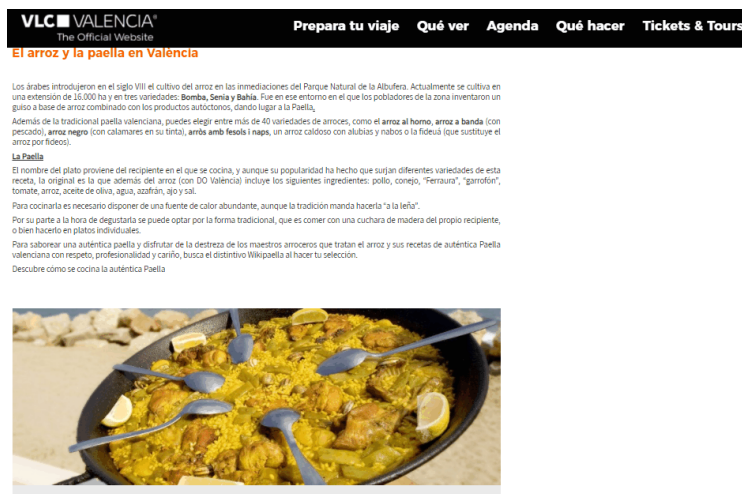 VLC VALENCIA®
The Official Website
Prepara tu viaje Qué ver Agenda Qué hacer Tickets & Tours
El arroz y la paella en València
Los árabes introdujeron en el siglo VIII el cultivo del arroz en las inmediaciones del Parque Natural de la Albufera. Actualmente se cultiva en
una extensión de 16.000 ha y en tres variedades: Bomba, Senia y Bahía. Fue en ese entorno en el que los pobladores de la zona inventaron un
guiso a base de arroz combinado con los productos autóctonos, dando lugar a la Paella.
Además de la tradicional paella valenciana, puedes elegir entre más de 40 variedades de arroces, como el arroz al horno, arroz a banda (con
pescado), arroz negro (con calamares en su tinta), arròs amb fesols i naps, un arroz caldoso con alubias y nabos o la fideuá (que sustituye el
arroz por fideos).
La Paella
El nombre del plato proviene del recipiente en el que se cocina, y aunque su popularidad ha hecho que surjan diferentes variedades de esta
receta, la original es la que además del arroz (con DO València) incluye los siguientes ingredientes: pollo, conejo, "Ferraura", "garrofón",
tomate, arroz, aceite de oliva, agua, azafrán, ajo y sal.
Para cocinarla es necesario disponer de una fuente de calor abundante, aunque la tradición manda hacerla "a la leña".
Por su parte a la hora de degustarla se puede optar por la forma tradicional, que es comer con una cuchara de madera del propio recipiente,
o bien hacerlo en platos individuales.
Para saborear una auténtica paella y disfrutar de la destreza de los maestros arroceros que tratan el arroz y sus recetas de auténtica Paella
valenciana con respeto, profesionalidad y cariño, busca el distintivo Wikipaella al hacer tu selección.
Descubre cómo se cocina la auténtica Paella